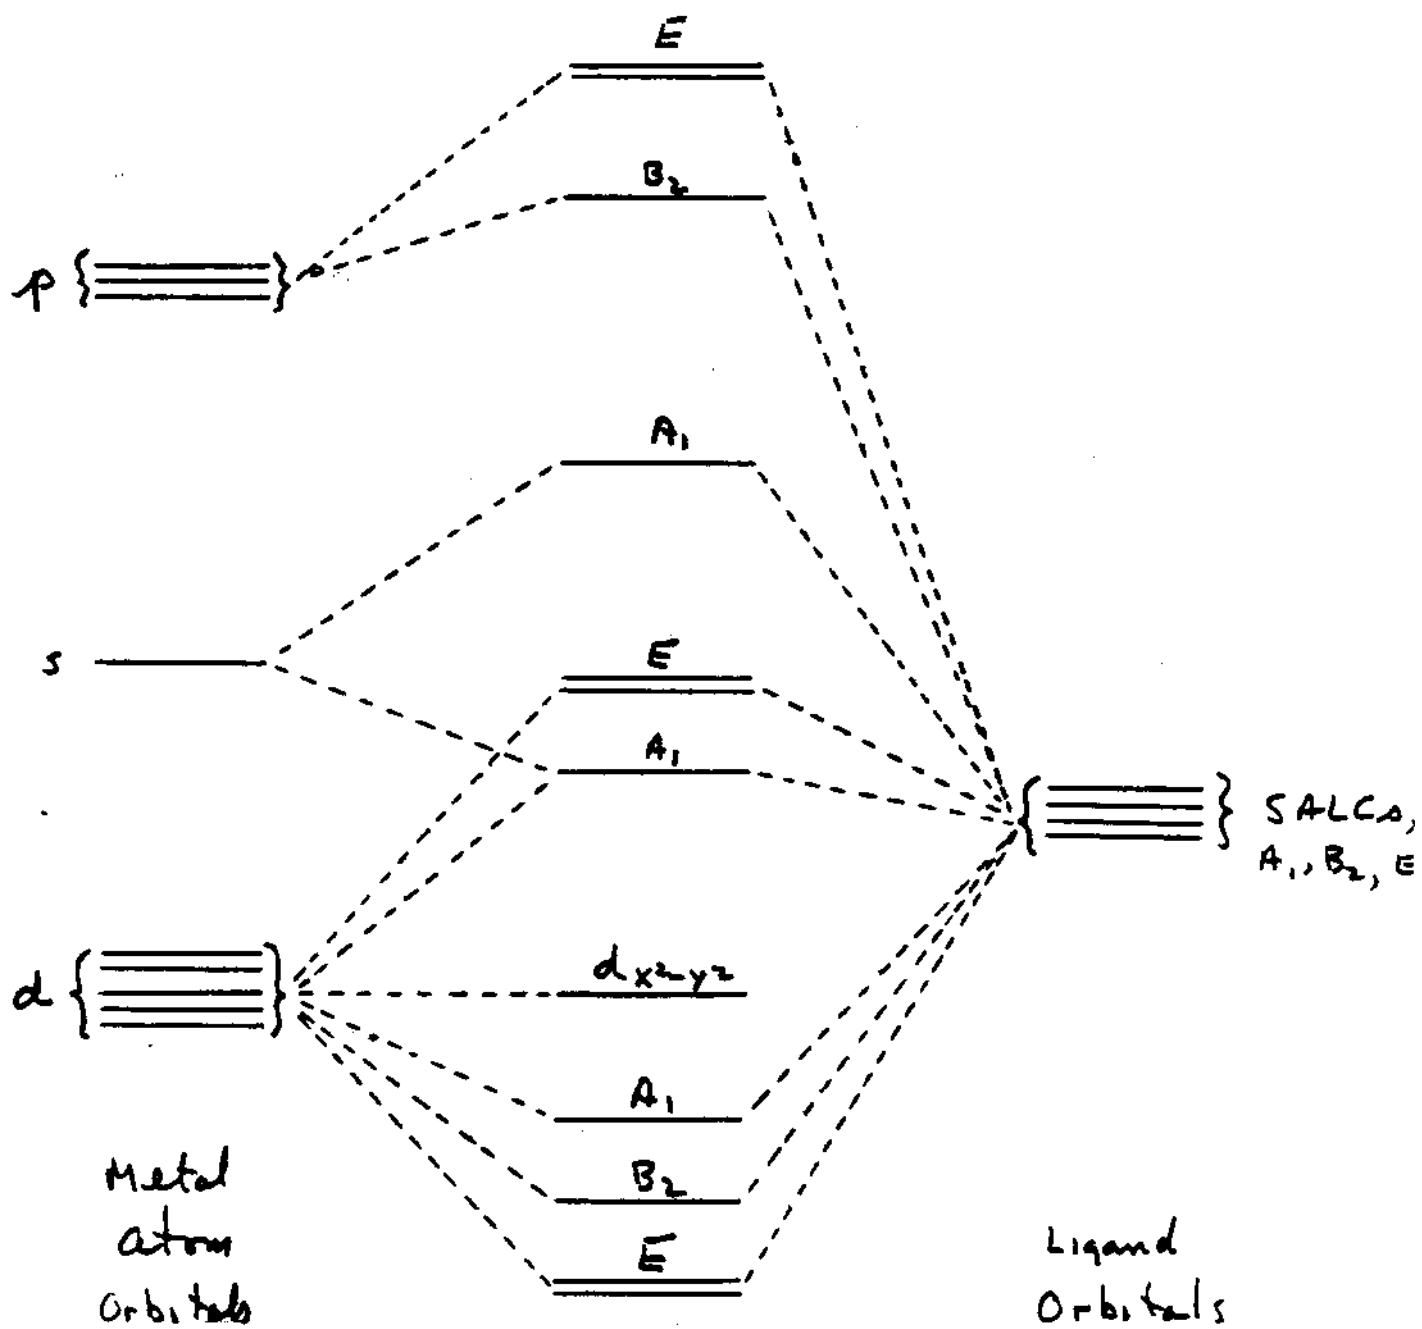 E
B₂
p
A₁
s
E
A₁
SALCs,
A₁, B₂, E
d
dx²-y²
A₁
B₂
E
Metal
atom
Orbitals
Ligand
Orbitals